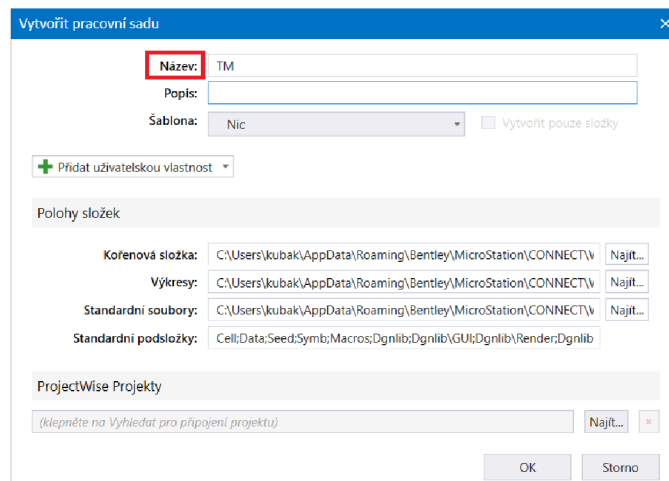 Vytvořit pracovní sadu
Název: TM
Popis:
Šablona: Nic Vytvořit pouze složky
Přidat uživatelskou vlastnost
Polohy složek
Kořenová složka: C:\Users\kubak\AppData\Roaming\Bentley\MicroStation\CONNECT\ Najít...
Výkresy: C:\Users\kubak\AppData\Roaming\Bentley\MicroStation\CONNECT\ Najít...
Standardní soubory: C:\Users\kubak\AppData\Roaming\Bentley\MicroStation\CONNECT\ Najít...
Standardní podsložky: Cell;Data;Seed;Symb;Macros;Dgnlib;Dgnlib\GUI;Dgnlib\Render;Dgnlib
ProjectWise Projekty
(klepněte na Vyhledat pro připojení projektu) Najít...
OK Storno